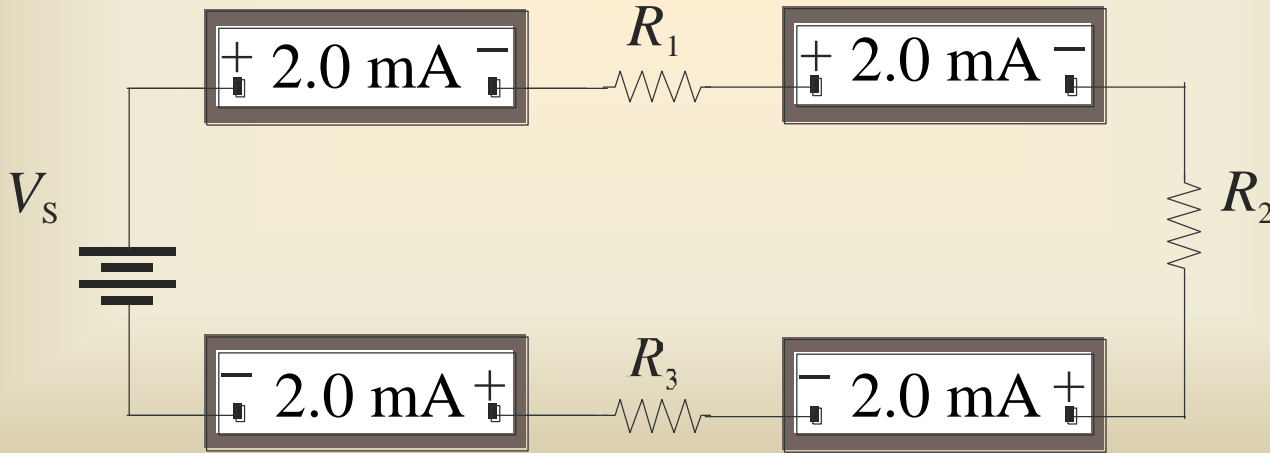 R1
+ 2.0 mA −
+ 2.0 mA −
VS
R2
R3
− 2.0 mA +
− 2.0 mA +